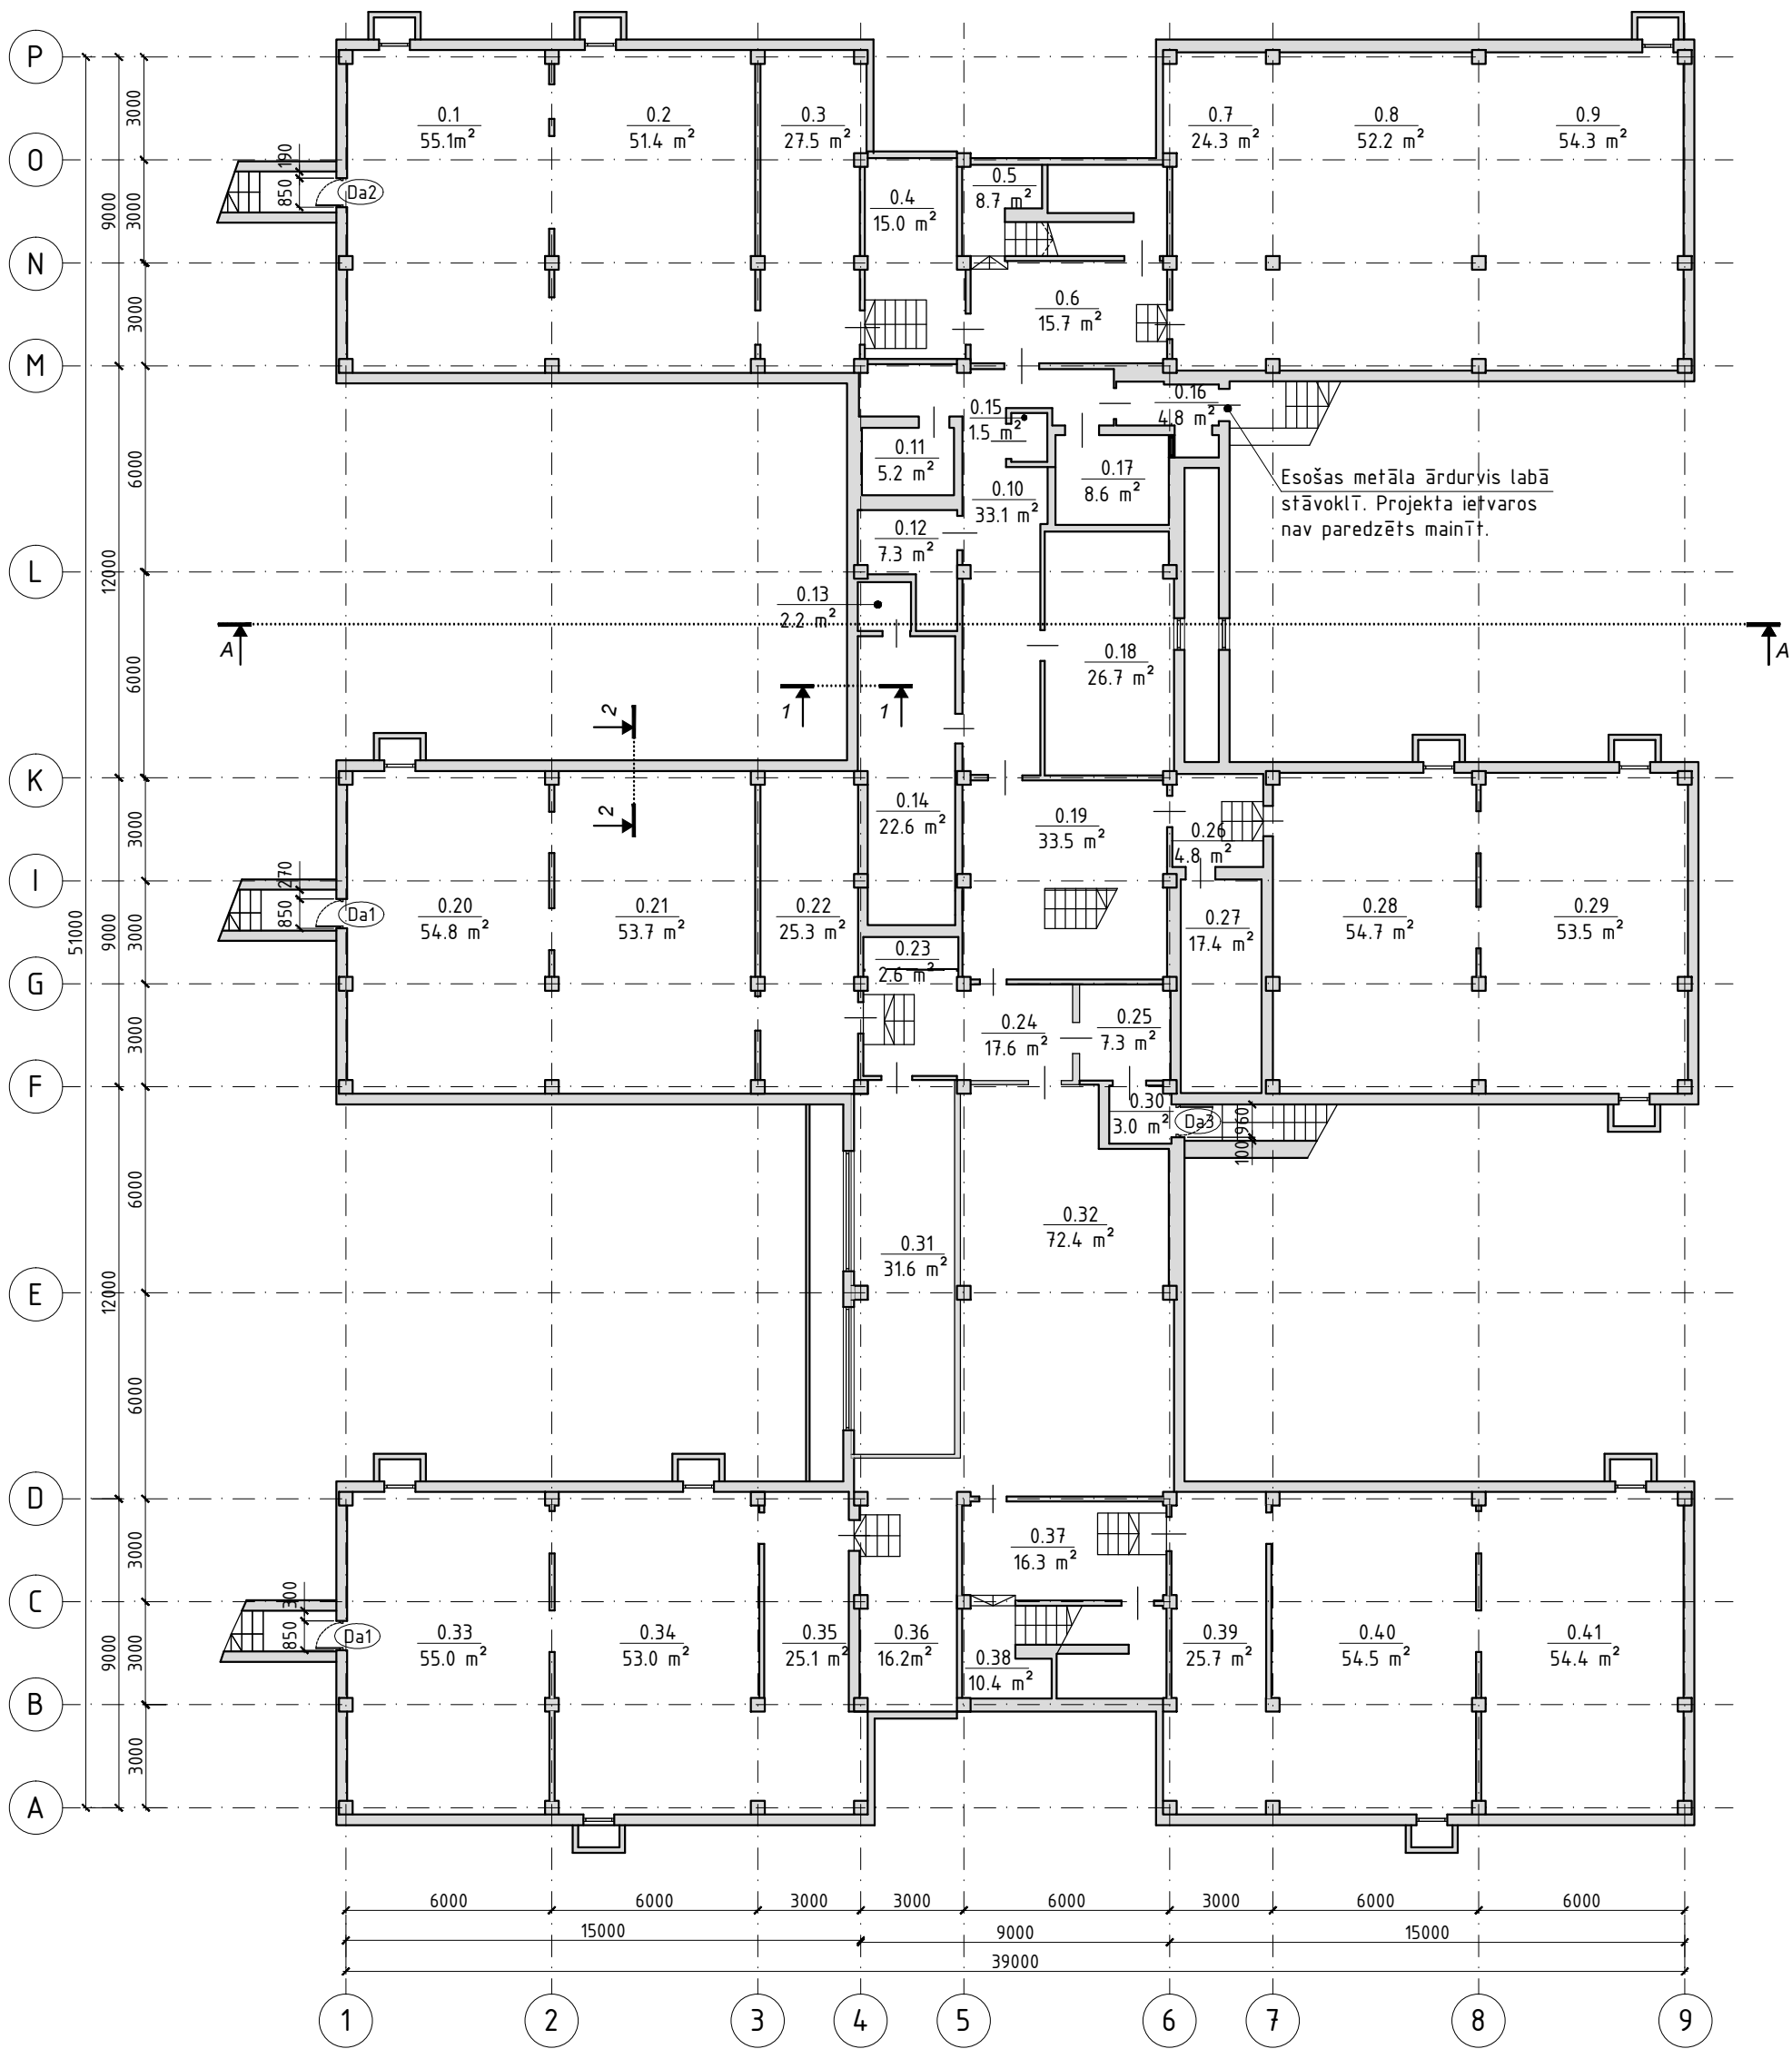 P
O
N
M
L
K
I
G
F
E
D
C
B
A
3000
3000
3000
9000
6000
6000
12000
3000
3000
3000
9000
51000
6000
6000
12000
3000
3000
3000
9000
0.1
55.1m²
0.2
51.4 m²
0.3
27.5 m²
0.4
15.0 m²
0.5
8.7 m²
0.6
15.7 m²
0.7
24.3 m²
0.8
52.2 m²
0.9
54.3 m²
190
850
Da2
0.16
4.8 m²
0.15
1.5 m²
0.11
5.2 m²
0.10
33.1 m²
0.17
8.6 m²
Esošas metāla ārdurvis labā
stāvoklī. Projekta ietvaros
nav paredzēts mainīt.
0.12
7.3 m²
0.13
2.2 m²
A
A
0.18
26.7 m²
1
1
2
2
0.14
22.6 m²
0.19
33.5 m²
0.26
4.8 m²
270
850
Da1
0.20
54.8 m²
0.21
53.7 m²
0.22
25.3 m²
0.23
2.6 m²
0.27
17.4 m²
0.28
54.7 m²
0.29
53.5 m²
0.24
17.6 m²
0.25
7.3 m²
0.30
3.0 m²
Da3
960
100
0.31
31.6 m²
0.32
72.4 m²
300
850
Da1
0.33
55.0 m²
0.34
53.0 m²
0.35
25.1 m²
0.36
16.2m²
0.37
16.3 m²
0.38
10.4 m²
0.39
25.7 m²
0.40
54.5 m²
0.41
54.4 m²
6000
6000
3000
3000
6000
3000
6000
6000
15000
9000
15000
39000
1
2
3
4
5
6
7
8
9